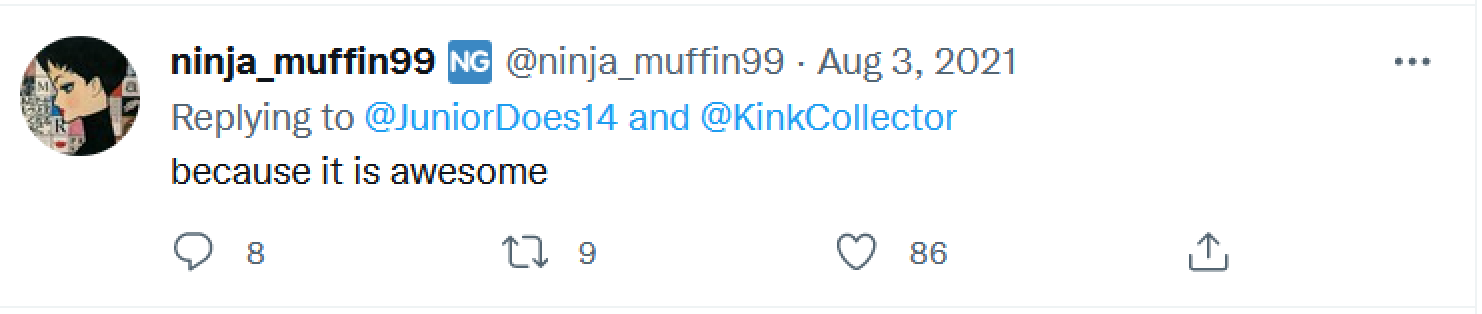 ninja_muffin99 NG @ninja_muffin99 · Aug 3, 2021
Replying to @JuniorDoes14 and @KinkCollector
because it is awesome
8 9 86